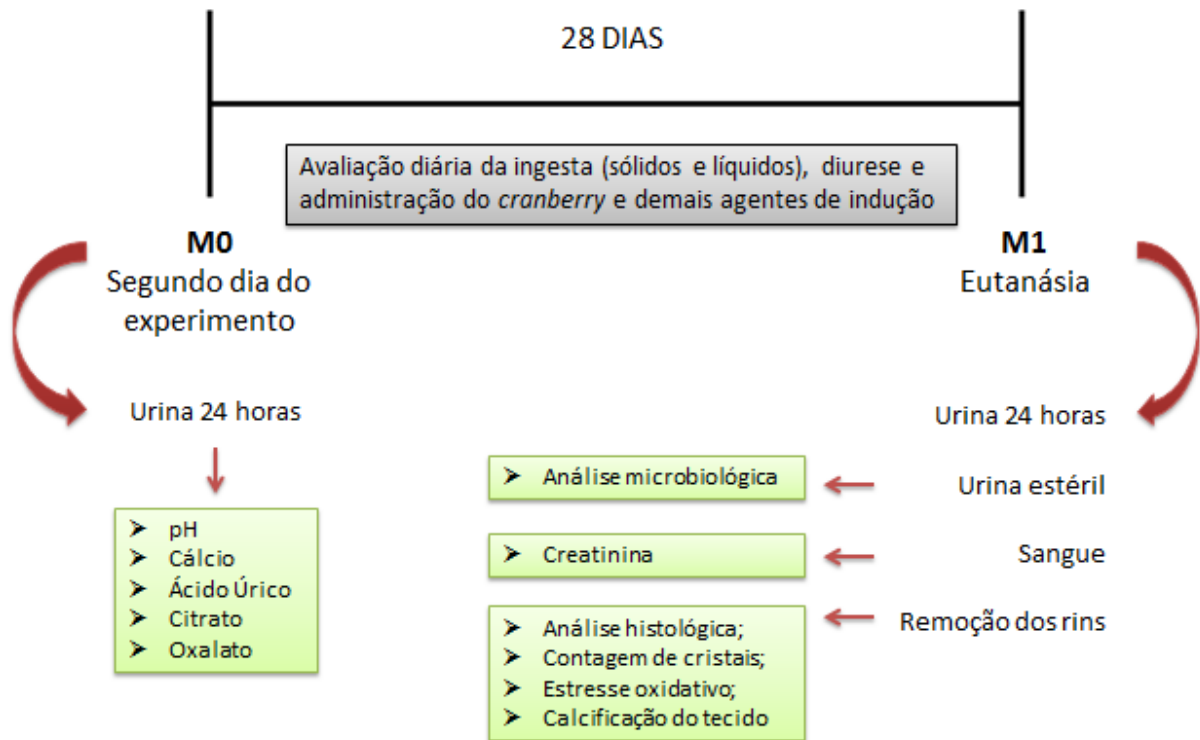 28 DIAS
Avaliação diária da ingesta (sólidos e líquidos), diurese e
administração do cranberry e demais agentes de indução
M0
Segundo dia do
experimento
M1
Eutanásia
Urina 24 horas
➤ pH
➤ Cálcio
➤ Ácido Úrico
➤ Citrato
➤ Oxalato
Urina 24 horas
➤ Análise microbiológica
Urina estéril
➤ Creatinina
Sangue
➤ Análise histológica;
➤ Contagem de cristais;
➤ Estresse oxidativo;
➤ Calcificação do tecido
Remoção dos rins